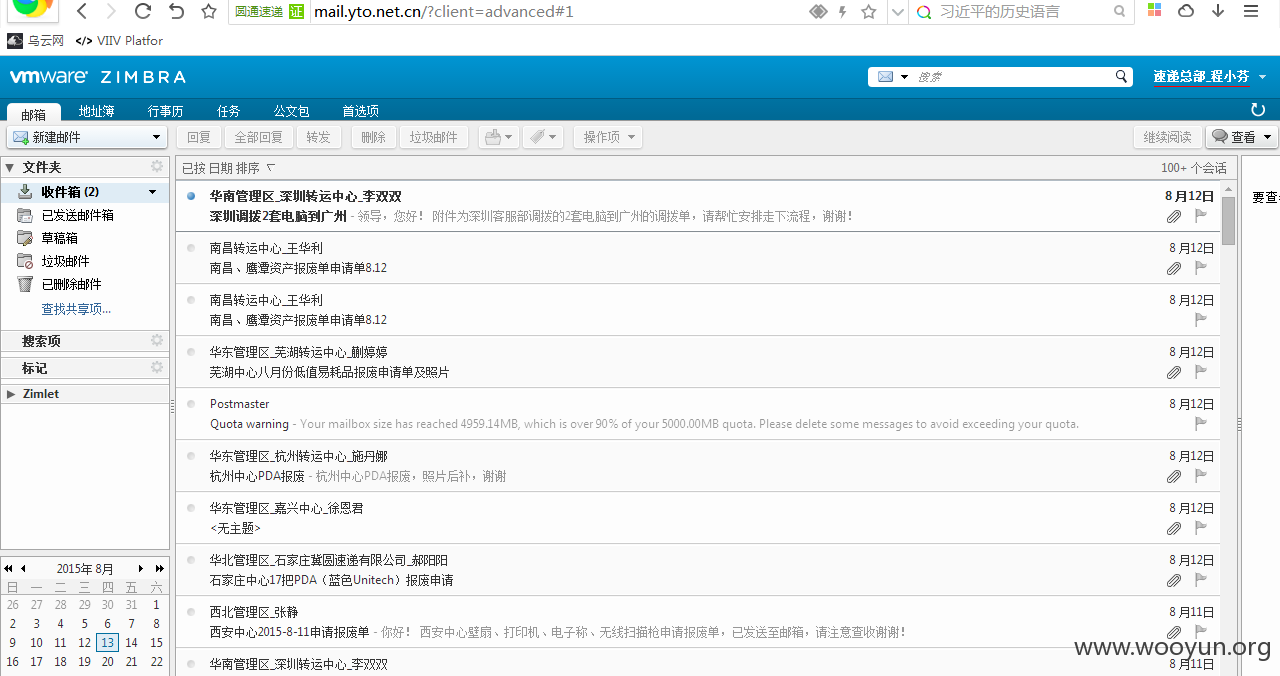 圆通速递 证 mail.yto.net.cn/?client=advanced#1 习近平的历史语言
乌云网 </> VIIV Platfor
vmware ZIMBRA 搜索 速递总部_程小芬
邮箱 地址簿 行事历 任务 公文包 首选项
新建邮件 回复 全部回复 转发 删除 垃圾邮件 操作项 继续阅读 查看
文件夹
收件箱 (2)
已发送邮件箱
草稿箱
垃圾邮件
已删除邮件
查找共享项...
搜索项
标记
Zimlet
2015年 8月
日 一 二 三 四 五 六
26 27 28 29 30 31 1
2 3 4 5 6 7 8
9 10 11 12 13 14 15
16 17 18 19 20 21 22
已按 日期 排序 100+ 个会话
华南管理区_深圳转运中心_李双双 8 月12日
深圳调拨2套电脑到广州 - 领导，您好！ 附件为深圳客服部调拨的2套电脑到广州的调拨单，请帮忙安排走下流程，谢谢！
南昌转运中心_王华利 8 月12日
南昌、鹰潭资产报废单申请单8.12
南昌转运中心_王华利 8 月12日
南昌、鹰潭资产报废单申请单8.12
华东管理区_芜湖转运中心_蒯婷婷 8 月12日
芜湖中心八月份低值易耗品报废申请单及照片
Postmaster 8 月12日
Quota warning - Your mailbox size has reached 4959.14MB, which is over 90% of your 5000.00MB quota. Please delete some messages to avoid exceeding your quota.
华东管理区_杭州转运中心_施丹娜 8 月12日
杭州中心PDA报废 - 杭州中心PDA报废，照片后补，谢谢
华东管理区_嘉兴中心_徐恩君 8 月12日
<无主题>
华北管理区_石家庄冀圆速递有限公司_郝阳阳 8 月12日
石家庄中心17把PDA（蓝色Unitech）报废申请
西北管理区_张静 8 月11日
西安中心2015-8-11申请报废单 - 你好！ 西安中心壁扇、打印机、电子称、无线扫描枪申请报废单，已发送至邮箱，请注意查收谢谢！
华南管理区_深圳转运中心_李双双 8 月11日
要查
www.wooyun.org